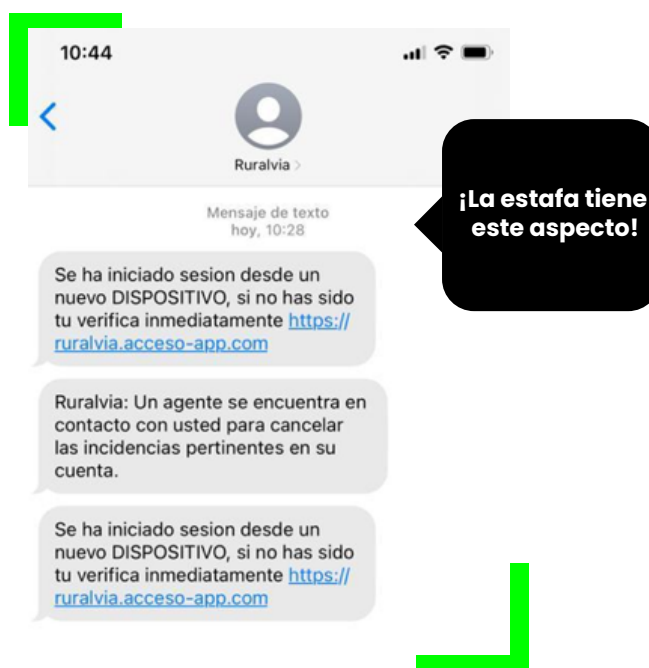 10:44
Ruralvia
Mensaje de texto
hoy, 10:28
¡La estafa tiene
este aspecto!
Se ha iniciado sesion desde un
nuevo DISPOSITIVO, si no has sido
tu verifica inmediatamente https://
ruralvia.acceso-app.com
Ruralvia: Un agente se encuentra en
contacto con usted para cancelar
las incidencias pertinentes en su
cuenta.
Se ha iniciado sesion desde un
nuevo DISPOSITIVO, si no has sido
tu verifica inmediatamente https://
ruralvia.acceso-app.com